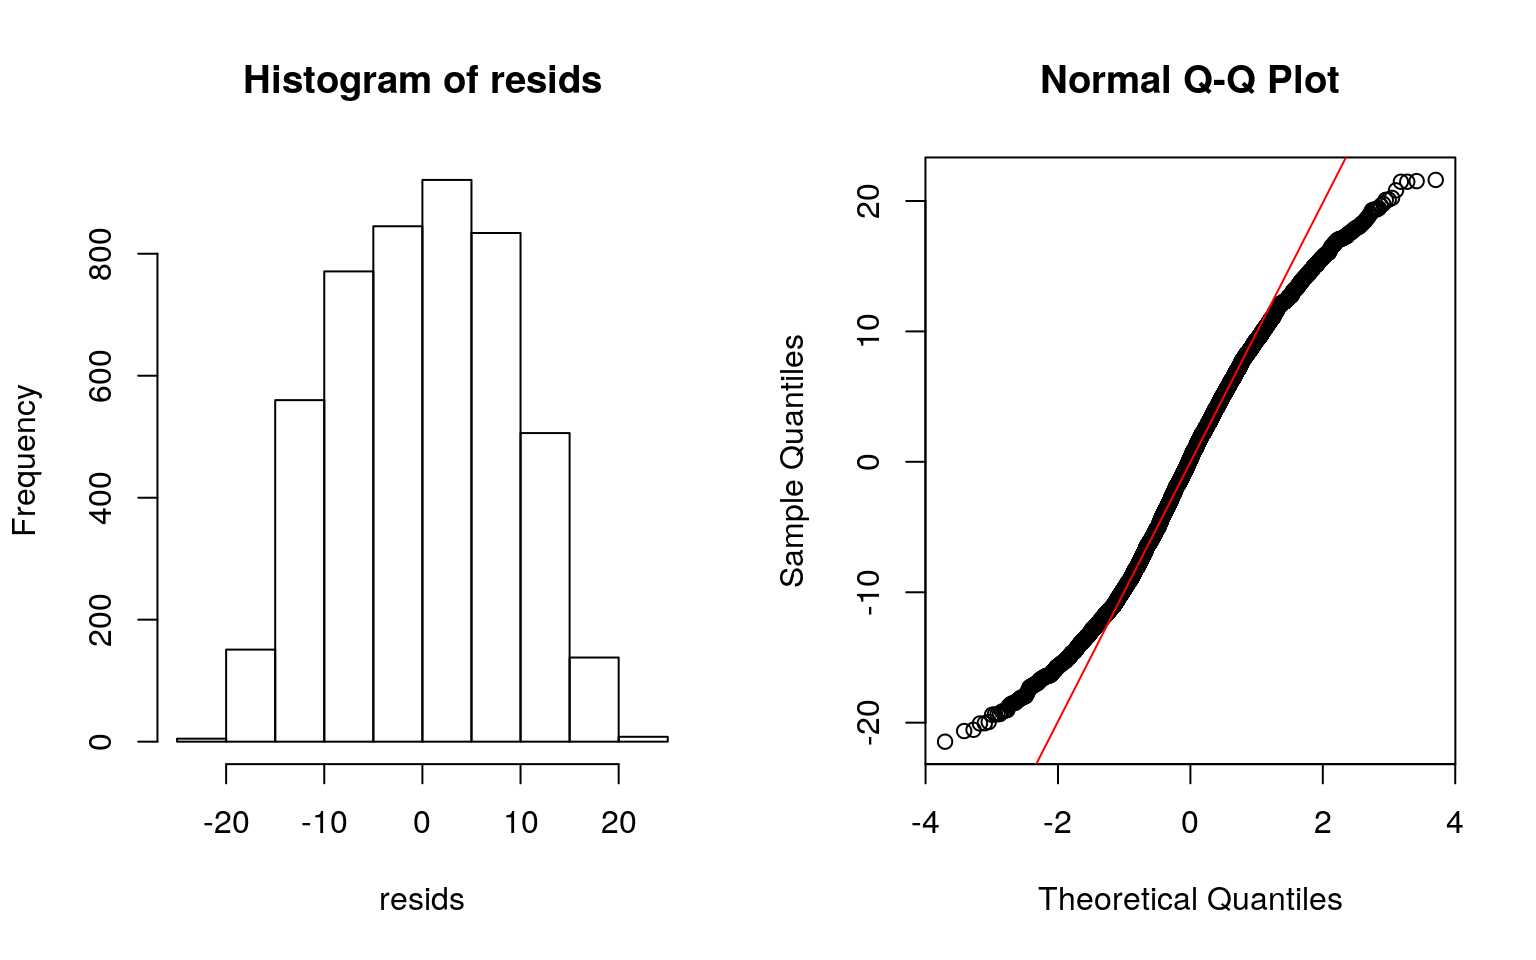 Histogram of resids
Frequency
0
200
400
600
800
-20 -10 0 10 20
resids
Normal Q-Q Plot
Sample Quantiles
-20
-10
0
10
20
-4 -2 0 2 4
Theoretical Quantiles